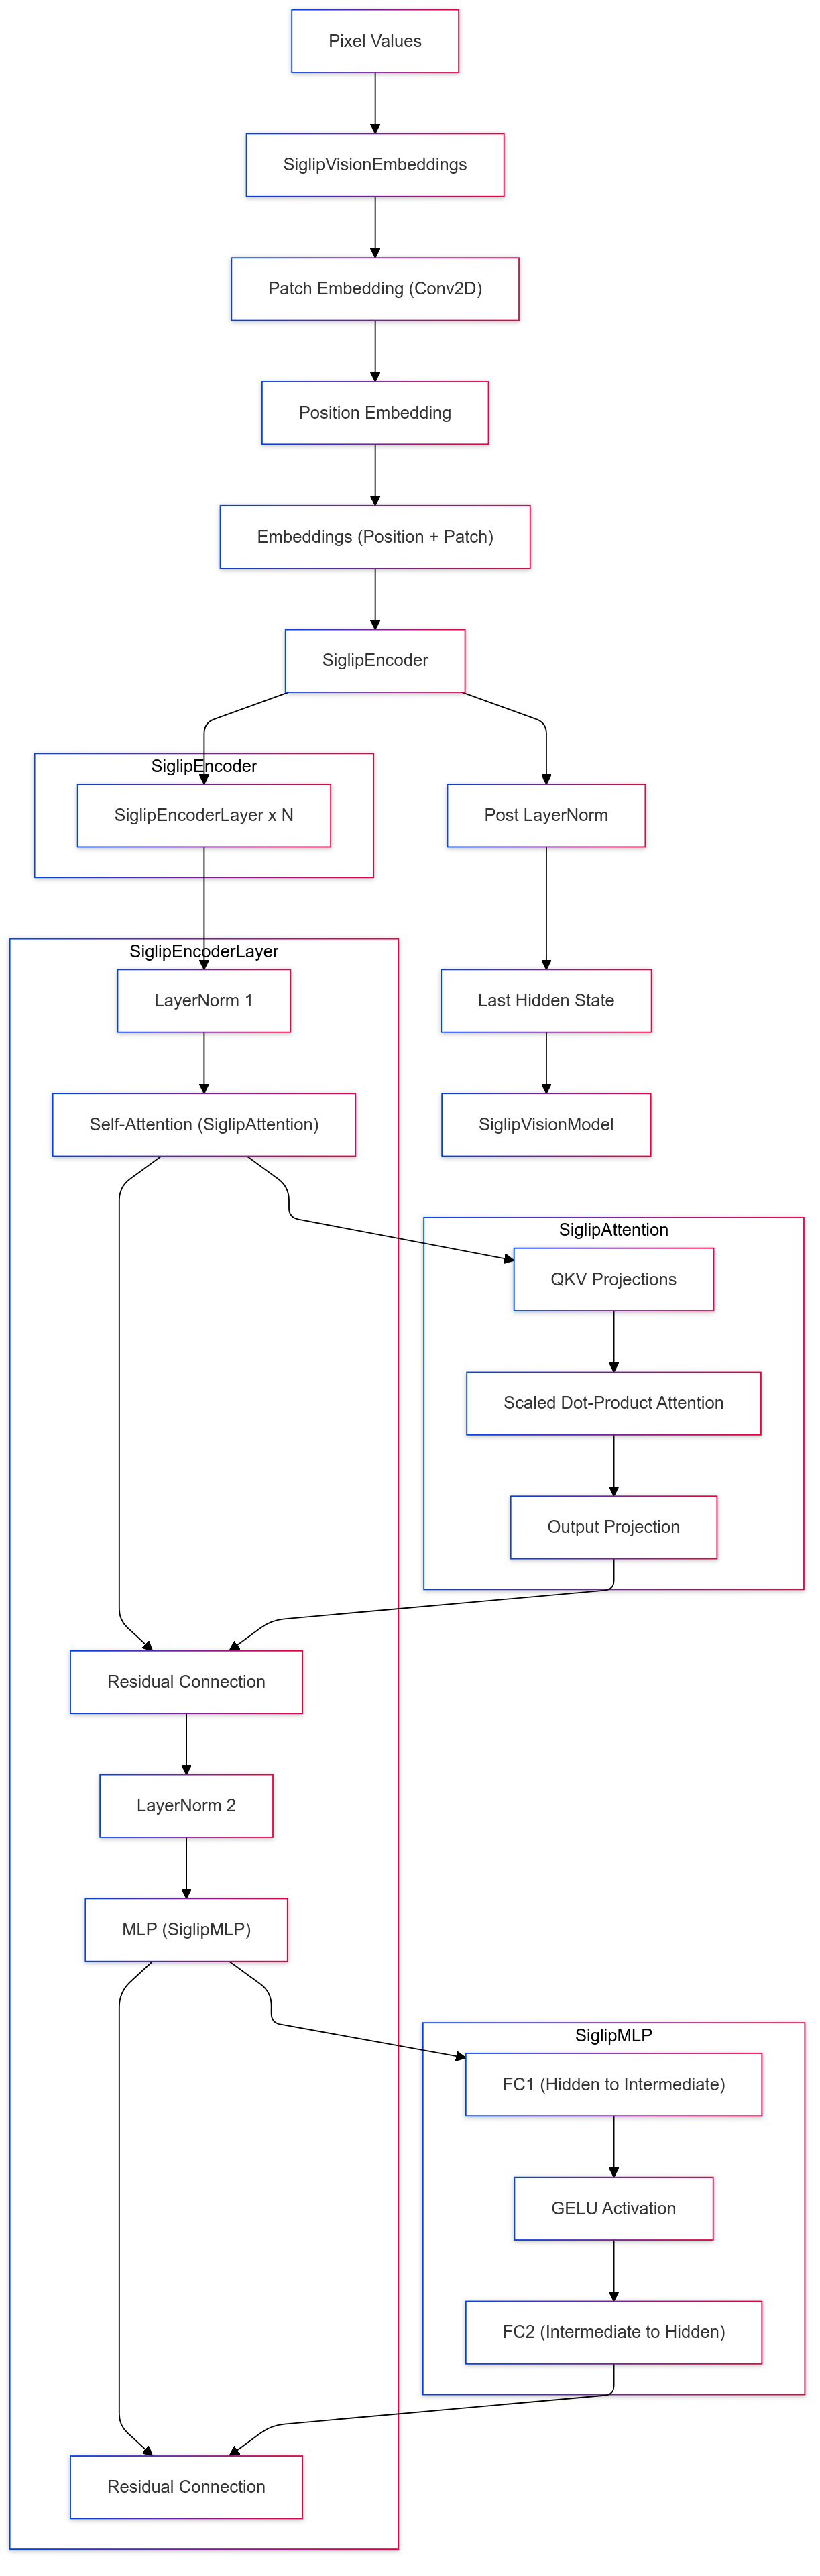 Pixel Values
SiglipVisionEmbeddings
Patch Embedding (Conv2D)
Position Embedding
Embeddings (Position + Patch)
SiglipEncoder
SiglipEncoder
SiglipEncoderLayer x N
Post LayerNorm
SiglipEncoderLayer
LayerNorm 1
Last Hidden State
Self-Attention (SiglipAttention)
SiglipVisionModel
SiglipAttention
QKV Projections
Scaled Dot-Product Attention
Output Projection
Residual Connection
LayerNorm 2
MLP (SiglipMLP)
SiglipMLP
FC1 (Hidden to Intermediate)
GELU Activation
FC2 (Intermediate to Hidden)
Residual Connection